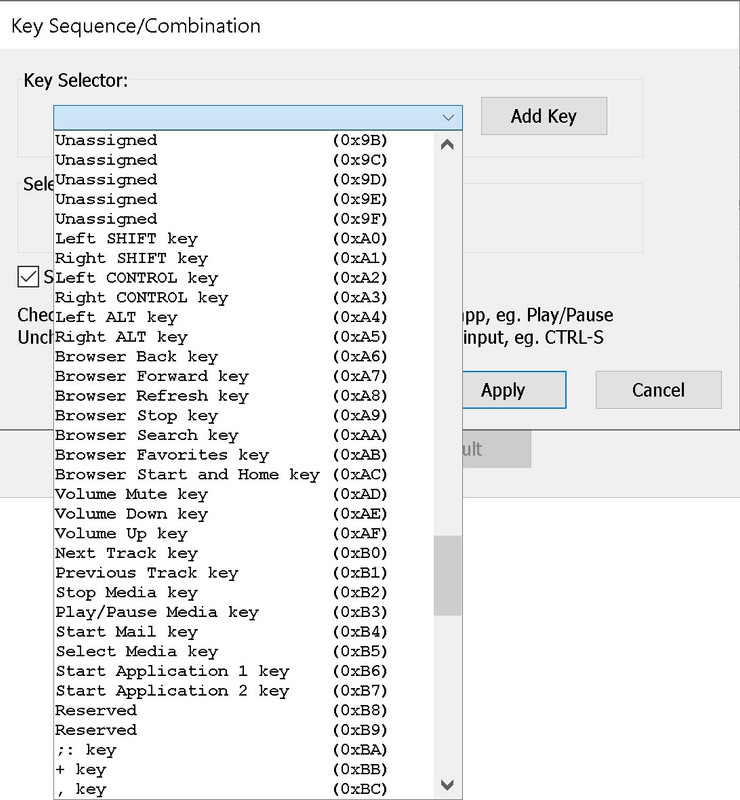 Key Sequence/Combination
Key Selector:
Add Key
Unassigned (0x9B)
Unassigned (0x9C)
Unassigned (0x9D)
Unassigned (0x9E)
Unassigned (0x9F)
Left SHIFT key (0xA0)
Right SHIFT key (0xA1)
Left CONTROL key (0xA2)
Right CONTROL key (0xA3)
Left ALT key (0xA4)
Right ALT key (0xA5)
Browser Back key (0xA6)
Browser Forward key (0xA7)
Browser Refresh key (0xA8)
Browser Stop key (0xA9)
Browser Search key (0xAA)
Browser Favorites key (0xAB)
Browser Start and Home key (0xAC)
Volume Mute key (0xAD)
Volume Down key (0xAE)
Volume Up key (0xAF)
Next Track key (0xB0)
Previous Track key (0xB1)
Stop Media key (0xB2)
Play/Pause Media key (0xB3)
Start Mail key (0xB4)
Select Media key (0xB5)
Start Application 1 key (0xB6)
Start Application 2 key (0xB7)
Reserved (0xB8)
Reserved (0xB9)
;: key (0xBA)
+ key (0xBB)
, key (0xBC)
Sele
S
Chec
pp, eg. Play/Pause
Unch
input, eg. CTRL-S
Apply
Cancel
ult